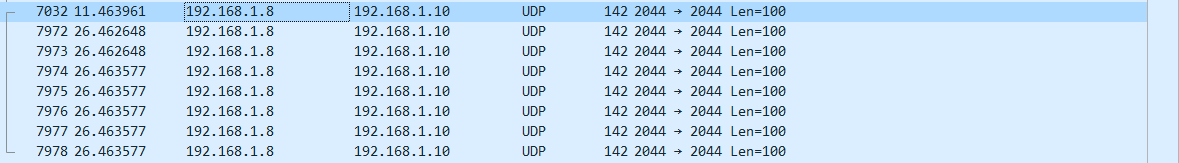 7032 11.463961 192.168.1.8 192.168.1.10 UDP 142 2044 → 2044 Len=100
7972 26.462648 192.168.1.8 192.168.1.10 UDP 142 2044 → 2044 Len=100
7973 26.462648 192.168.1.8 192.168.1.10 UDP 142 2044 → 2044 Len=100
7974 26.463577 192.168.1.8 192.168.1.10 UDP 142 2044 → 2044 Len=100
7975 26.463577 192.168.1.8 192.168.1.10 UDP 142 2044 → 2044 Len=100
7976 26.463577 192.168.1.8 192.168.1.10 UDP 142 2044 → 2044 Len=100
7977 26.463577 192.168.1.8 192.168.1.10 UDP 142 2044 → 2044 Len=100
7978 26.463577 192.168.1.8 192.168.1.10 UDP 142 2044 → 2044 Len=100